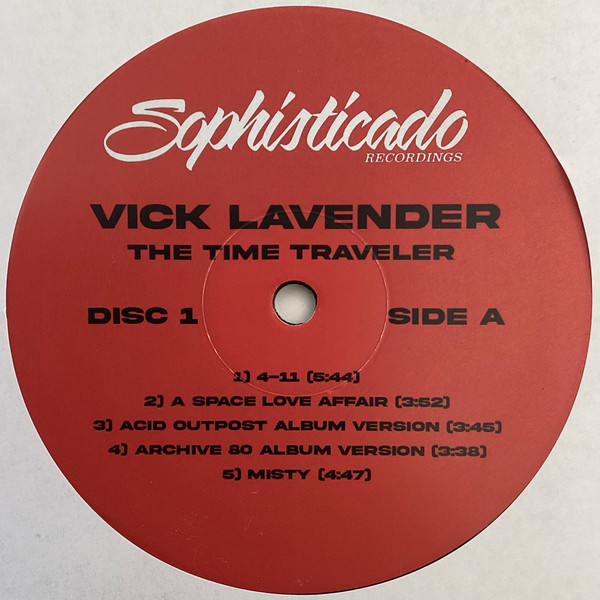 Sophisticado
RECORDINGS
VICK LAVENDER
THE TIME TRAVELER
DISC 1 SIDE A
1) 4-11 (5:44)
2) A SPACE LOVE AFFAIR (3:52)
3) ACID OUTPOST ALBUM VERSION (3:45)
4) ARCHIVE 80 ALBUM VERSION (3:38)
5) MISTY (4:47)